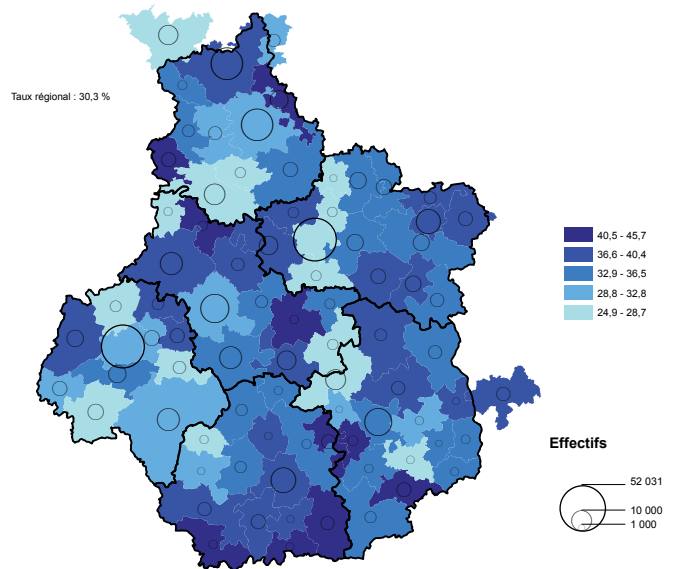 Taux régional : 30,3 %
40,5 - 45,7
36,6 - 40,4
32,9 - 36,5
28,8 - 32,8
24,9 - 28,7
Effectifs
52 031
10 000
1 000